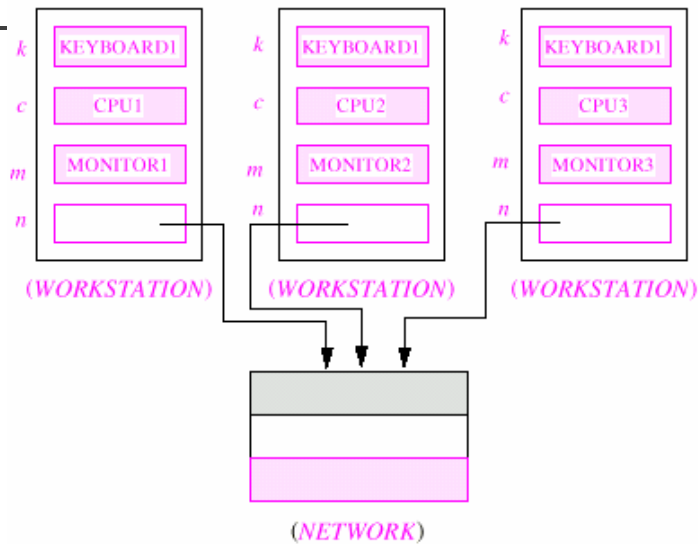 k KEYBOARD1 k KEYBOARD1 k KEYBOARD1
c CPU1 c CPU2 c CPU3
m MONITOR1 m MONITOR2 m MONITOR3
n n n
(WORKSTATION) (WORKSTATION) (WORKSTATION)
(NETWORK)